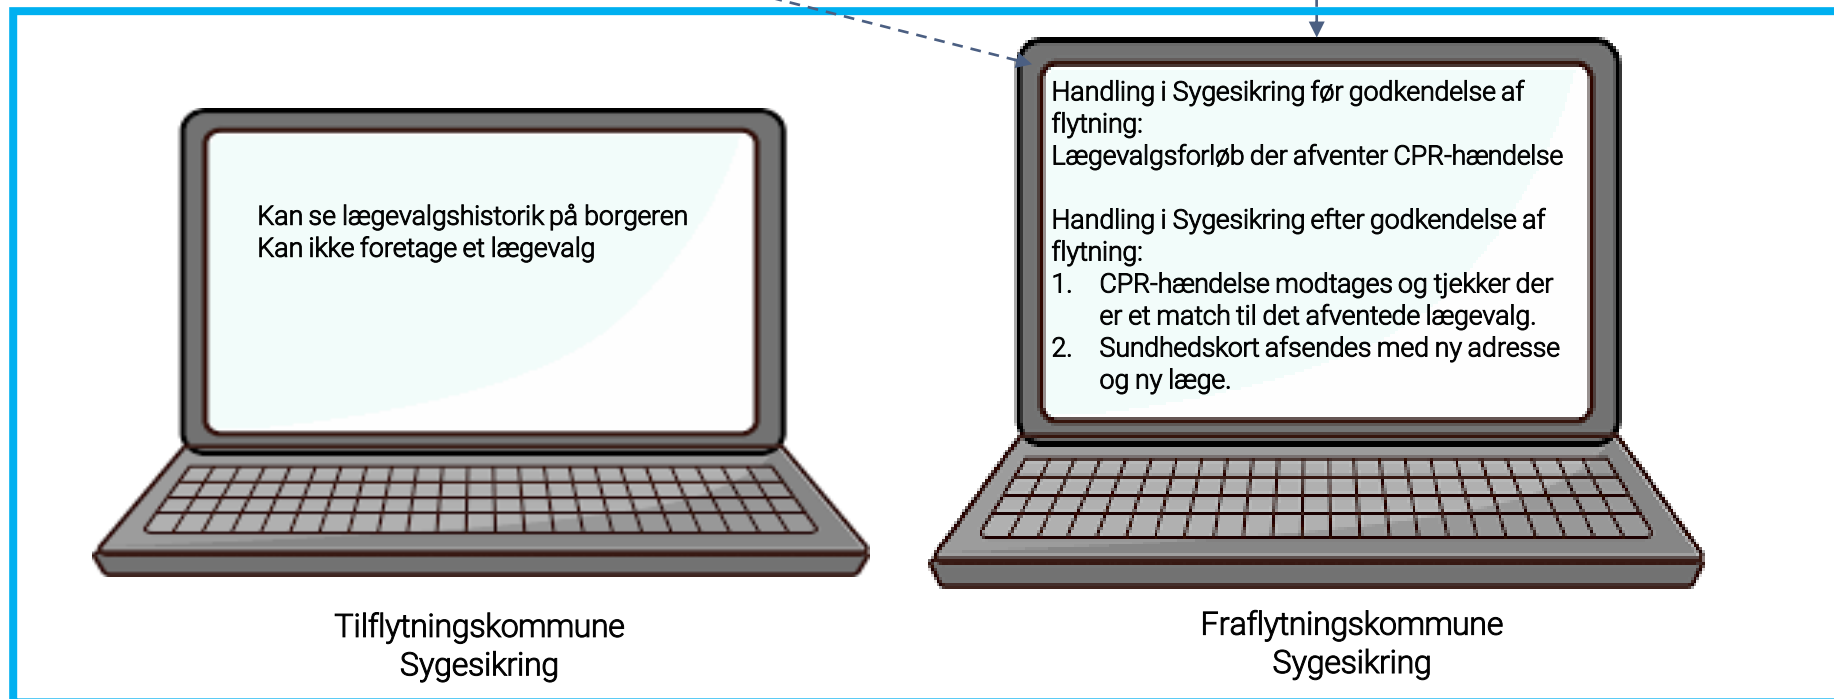 Kan se lægevalgshistorik på borgeren
Kan ikke foretage et lægevalg
Tilflytningskommune
Sygesikring
Handling i Sygesikring før godkendelse af
flytning:
Lægevalgsforløb der afventer CPR-hændelse
Handling i Sygesikring efter godkendelse af
flytning:
1. CPR-hændelse modtages og tjekker der
er et match til det afventede lægevalg.
2. Sundhedskort afsendes med ny adresse
og ny læge.
Fraflytningskommune
Sygesikring